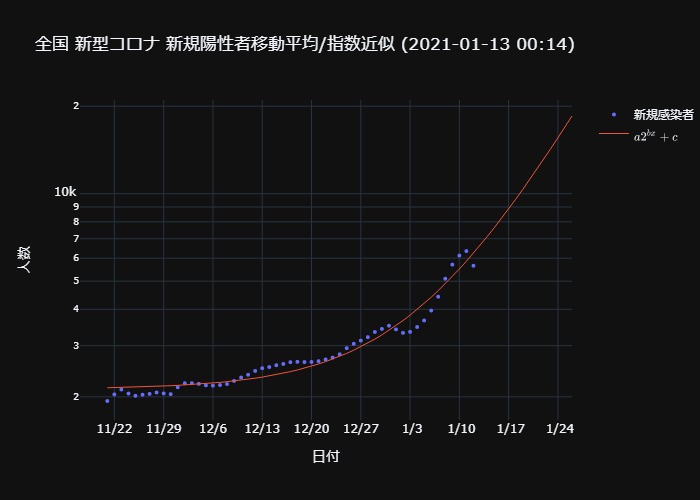 全国 新型コロナ 新規陽性者移動平均/指数近似 (2021-01-13 00:14)
新規感染者
a2^{bx} + c
2
10k
9
8
7
6
5
4
3
2
人数
11/22 11/29 12/6 12/13 12/20 12/27 1/3 1/10 1/17 1/24
日付